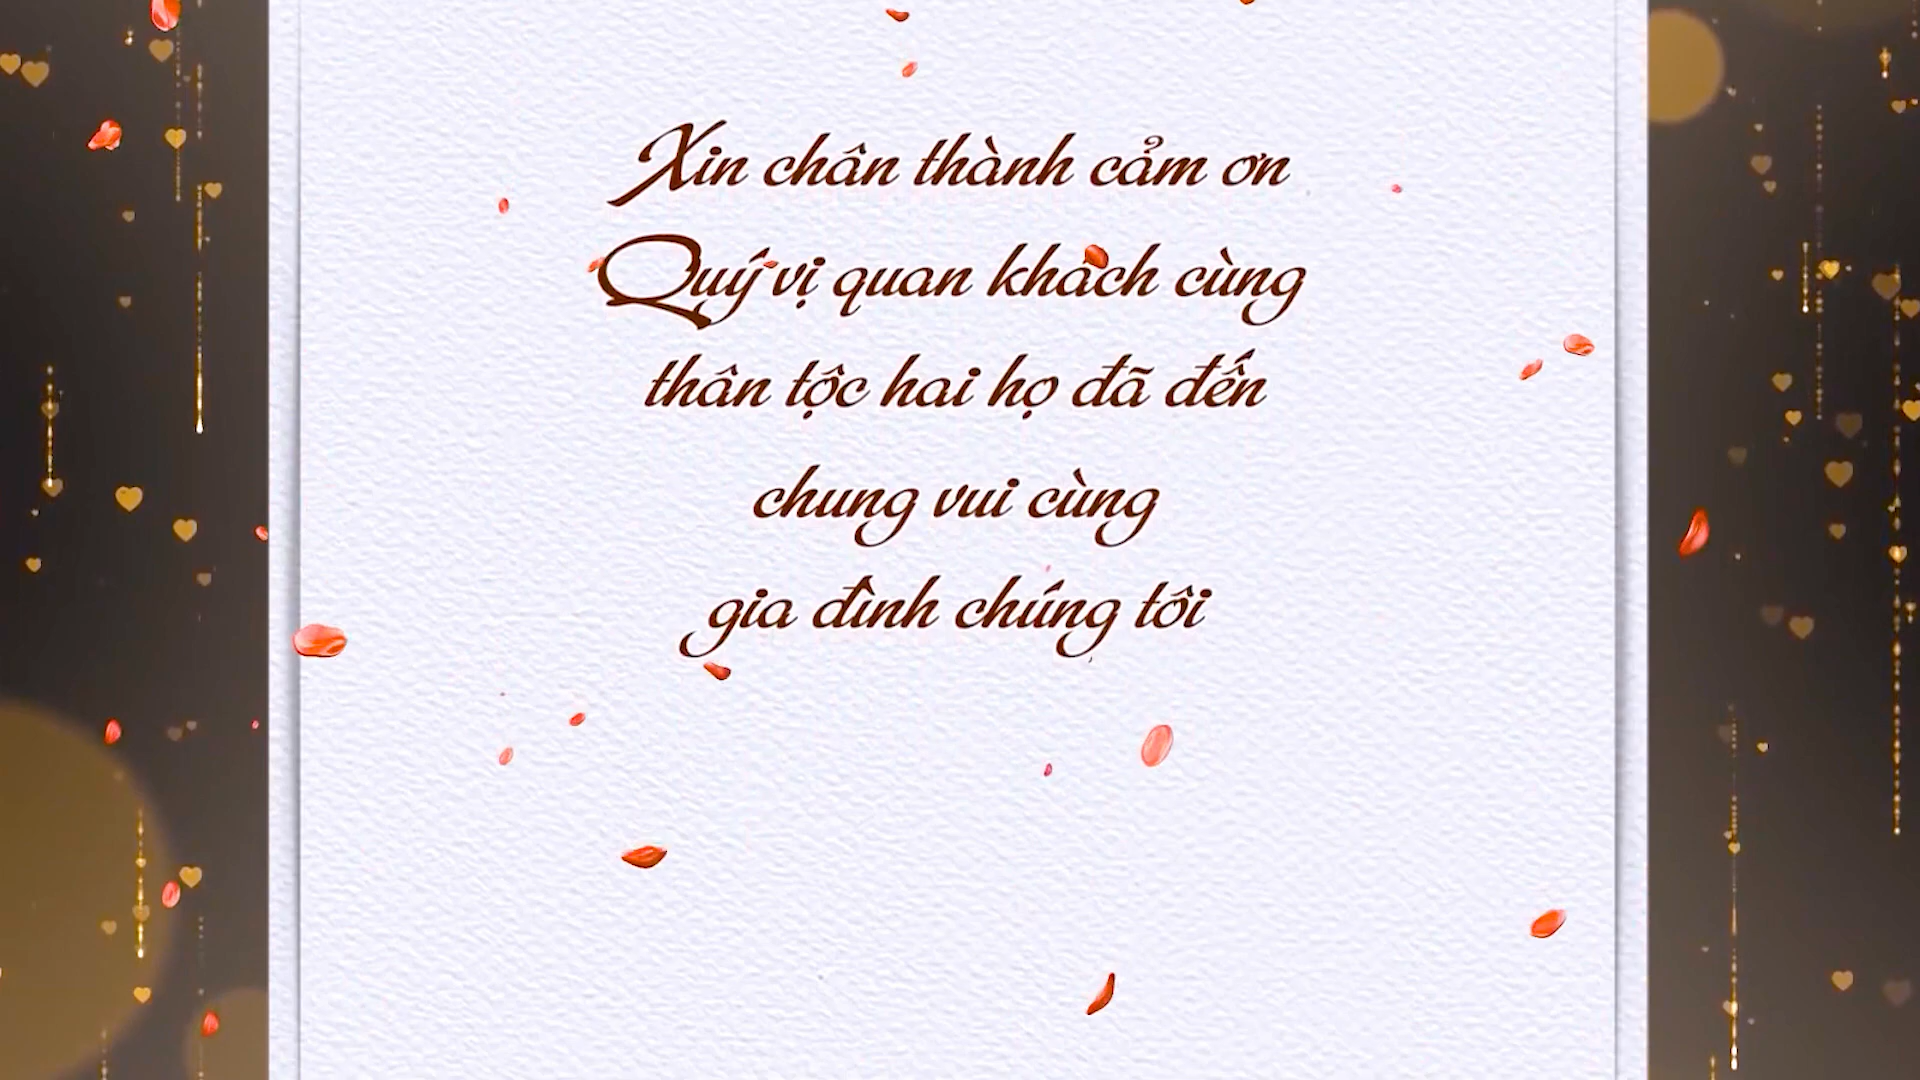 Xin chân thành cảm ơn
Quý vị quan khách cùng
thân tộc hai họ đã đến
chung vui cùng
gia đình chúng tôi